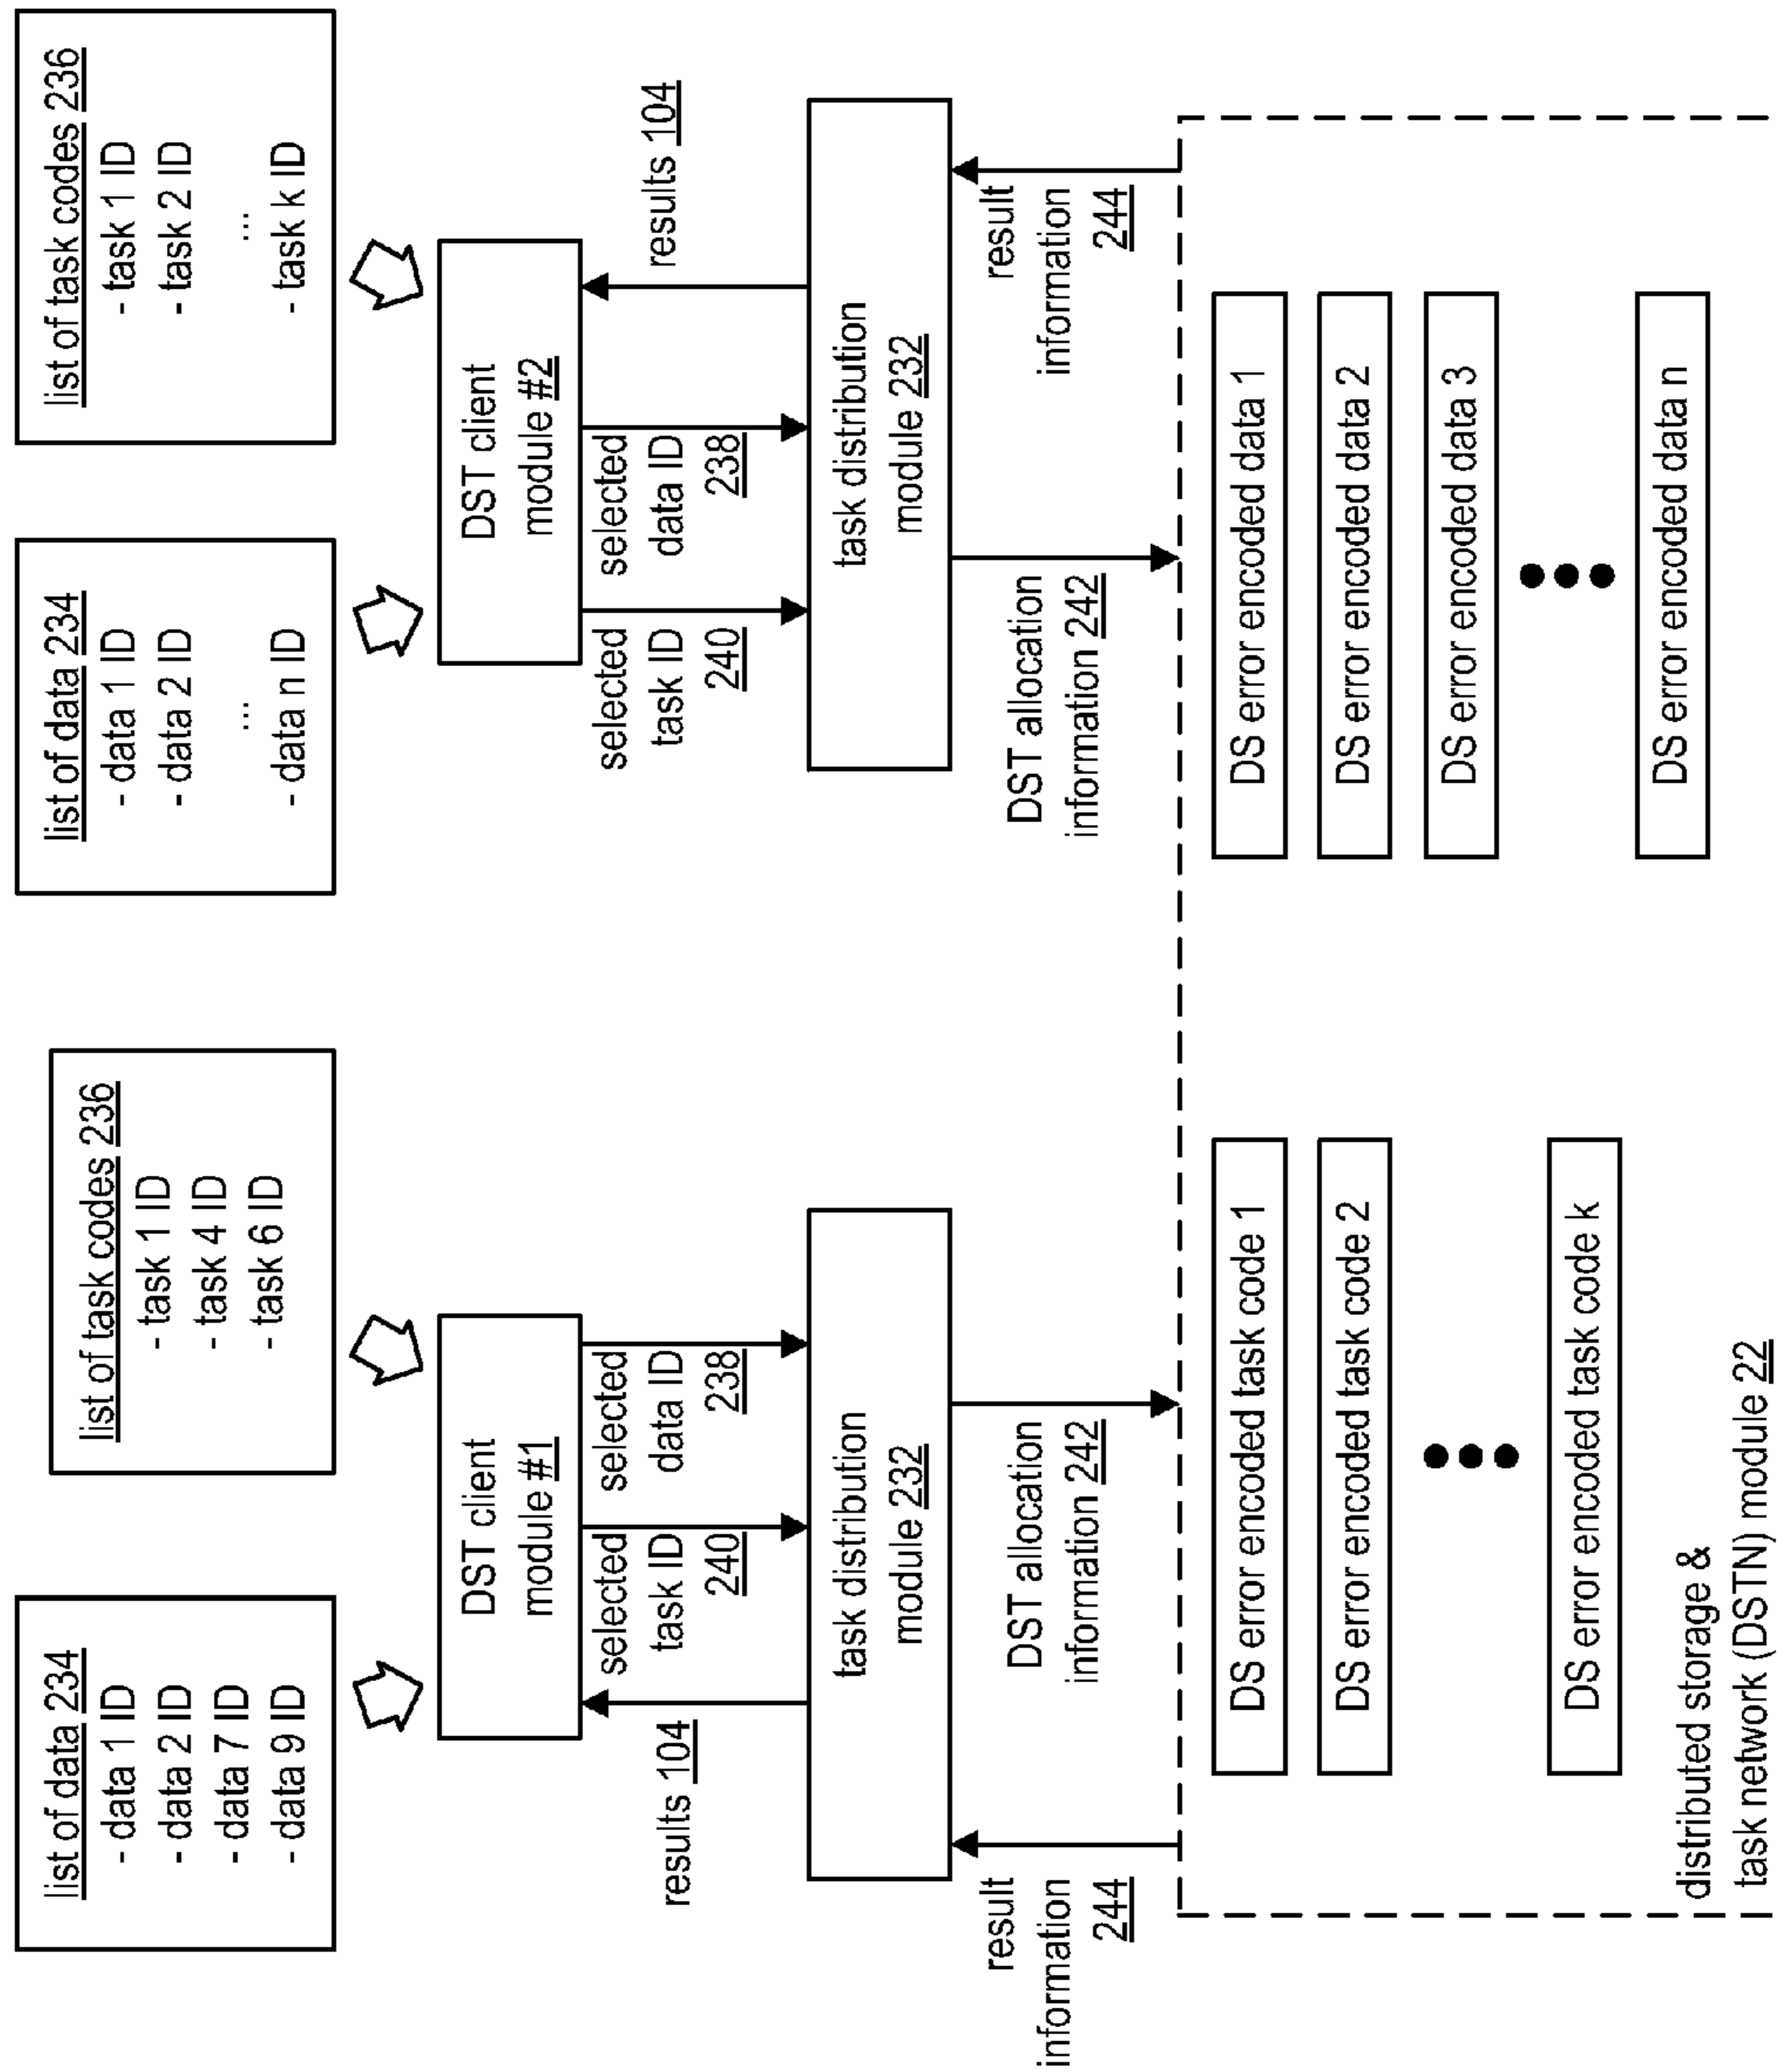 list of data 234
- data 1 ID
- data 2 ID
- data 7 ID
- data 9 ID
list of task codes 236
- task 1 ID
- task 4 ID
- task 6 ID
list of data 234
- data 1 ID
- data 2 ID
...
- data n ID
list of task codes 236
- task 1 ID
- task 2 ID
...
- task k ID
DST client
module #1
DST client
module #2
results 104
selected
task ID
240
selected
data ID
238
selected
task ID
240
selected
data ID
238
results 104
task distribution
module 232
task distribution
module 232
result
information
244
DST allocation
information 242
DST allocation
information 242
result
information
244
DS error encoded task code 1
DS error encoded task code 2
DS error encoded task code k
DS error encoded data 1
DS error encoded data 2
DS error encoded data 3
DS error encoded data n
distributed storage &
task network (DSTN) module 22